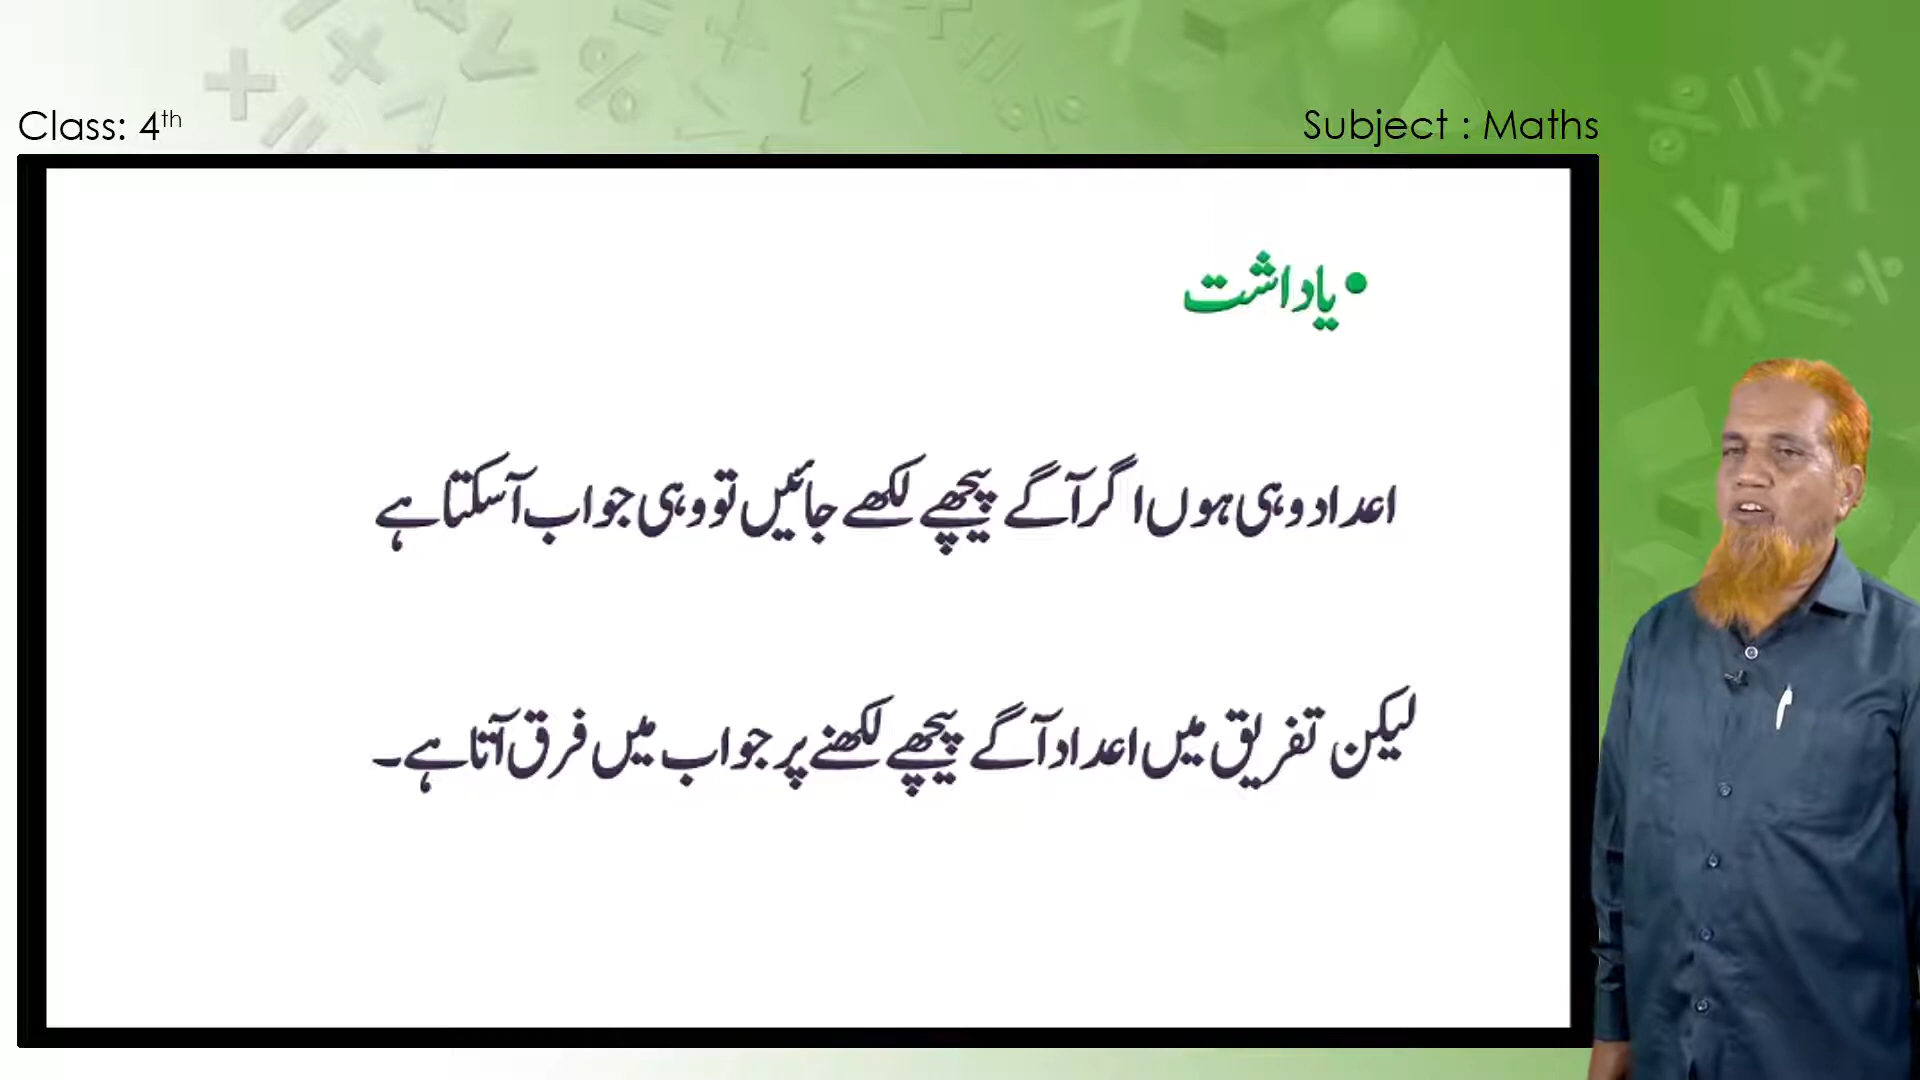 Class: 4th
Subject : Maths
• یاداشت
اعداد وہی ہوں اگر آگے پیچھے لکھے جائیں تو وہی جواب آسکتا ہے
لیکن تفریق میں اعداد آگے پیچھے لکھنے پر جواب میں فرق آتا ہے۔